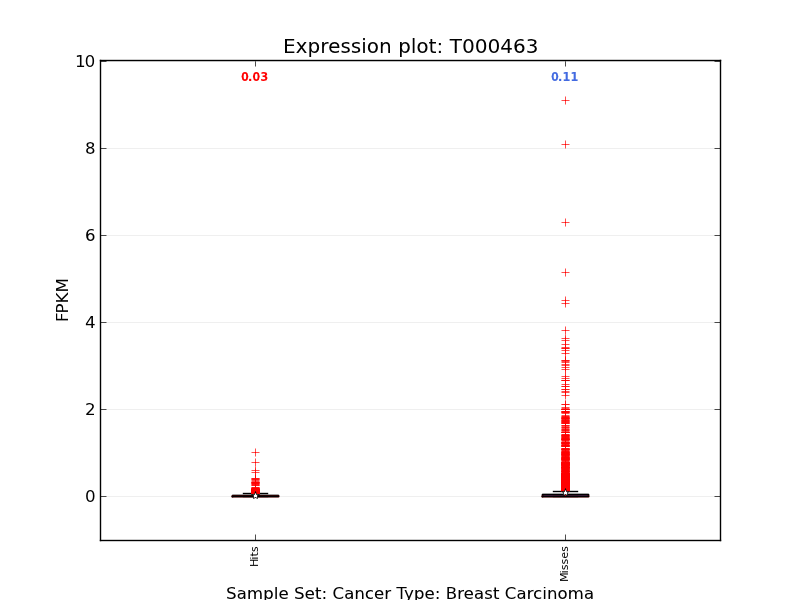 Expression plot: T000463
10
0.03
0.11
8
6
FPKM
4
2
0
Hits
Misses
Sample Set: Cancer Type: Breast Carcinoma